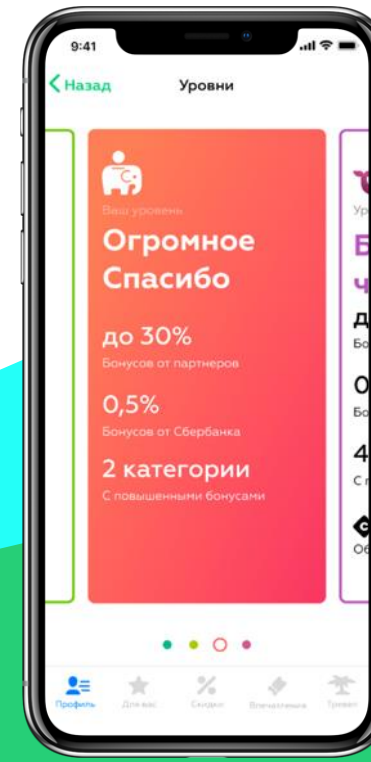 9:41
Назад
Уровни
Ваш уровень
Огромное
Спасибо
до 30%
Бонусов от партнеров
0,5%
Бонусов от Сбербанка
2 категории
С повышенными бонусами
Профиль
Для вас
Скидки
Впечатления
Тревел